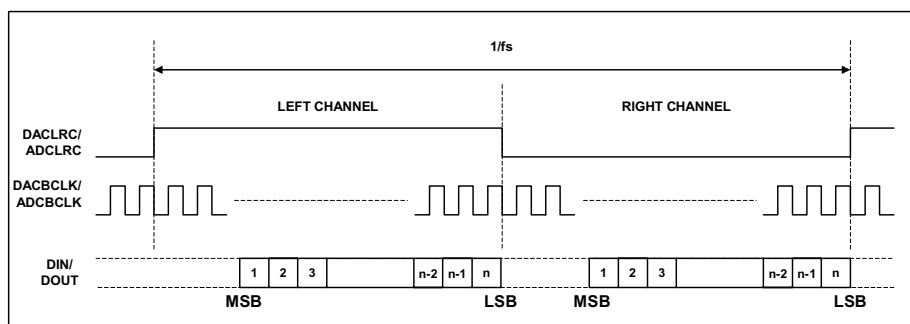 1/fs
LEFT CHANNEL
RIGHT CHANNEL
DACLRC/
ADCLRC
DACBCLK/
ADCBCLK
DIN/
DOUT
1 2 3 n-2 n-1 n 1 2 3 n-2 n-1 n
MSB LSB MSB LSB